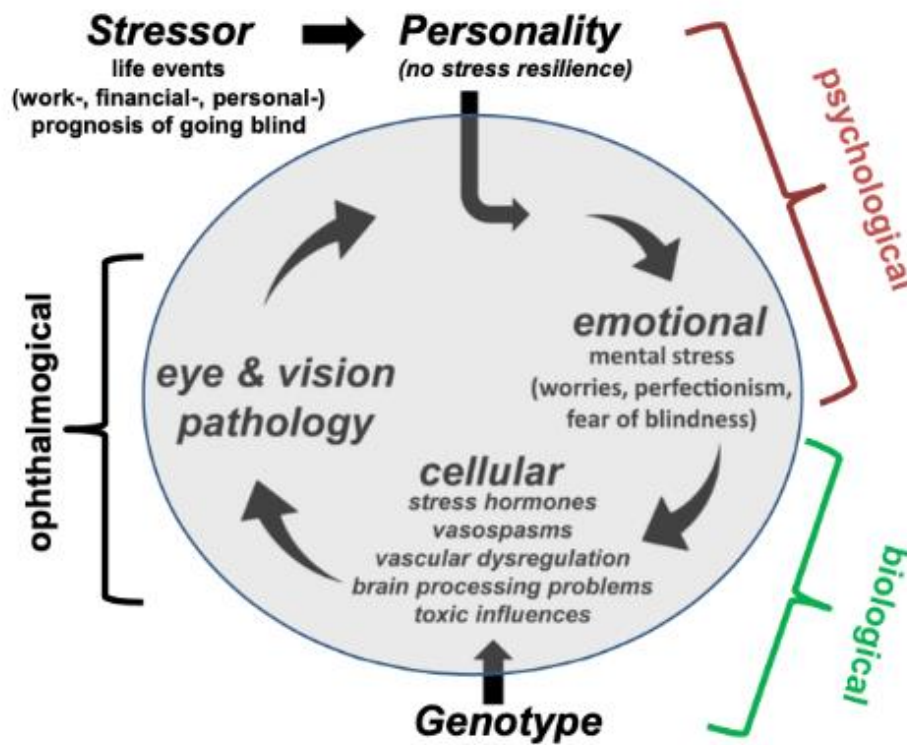 Stressor
life events
(work-, financial-, personal-)
prognosis of going blind
Personality
(no stress resilience)
psychological
emotional
mental stress
(worries, perfectionism,
fear of blindness)
biological
cellular
stress hormones
vasospasms
vascular dysregulation
brain processing problems
toxic influences
Genotype
eye & vision
pathology
ophthalmogical